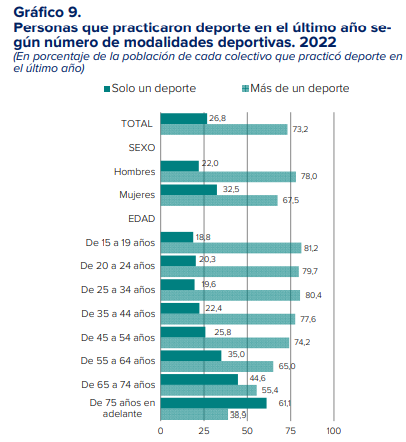 Gráfico 9.
Personas que practicaron deporte en el último año se-
gún número de modalidades deportivas. 2022
(En porcentaje de la población de cada colectivo que practicó deporte en
el último año)
Solo un deporte Más de un deporte
TOTAL 26,8
73,2
SEXO
Hombres 22,0
78,0
Mujeres 32,5
67,5
EDAD
De 15 a 19 años 18,8
81,2
De 20 a 24 años 20,3
79,7
De 25 a 34 años 19,6
80,4
De 35 a 44 años 22,4
77,6
De 45 a 54 años 25,8
74,2
De 55 a 64 años 35,0
65,0
De 65 a 74 años 44,6
55,4
De 75 años en 61,1
adelante 38,9
0 25 50 75 100